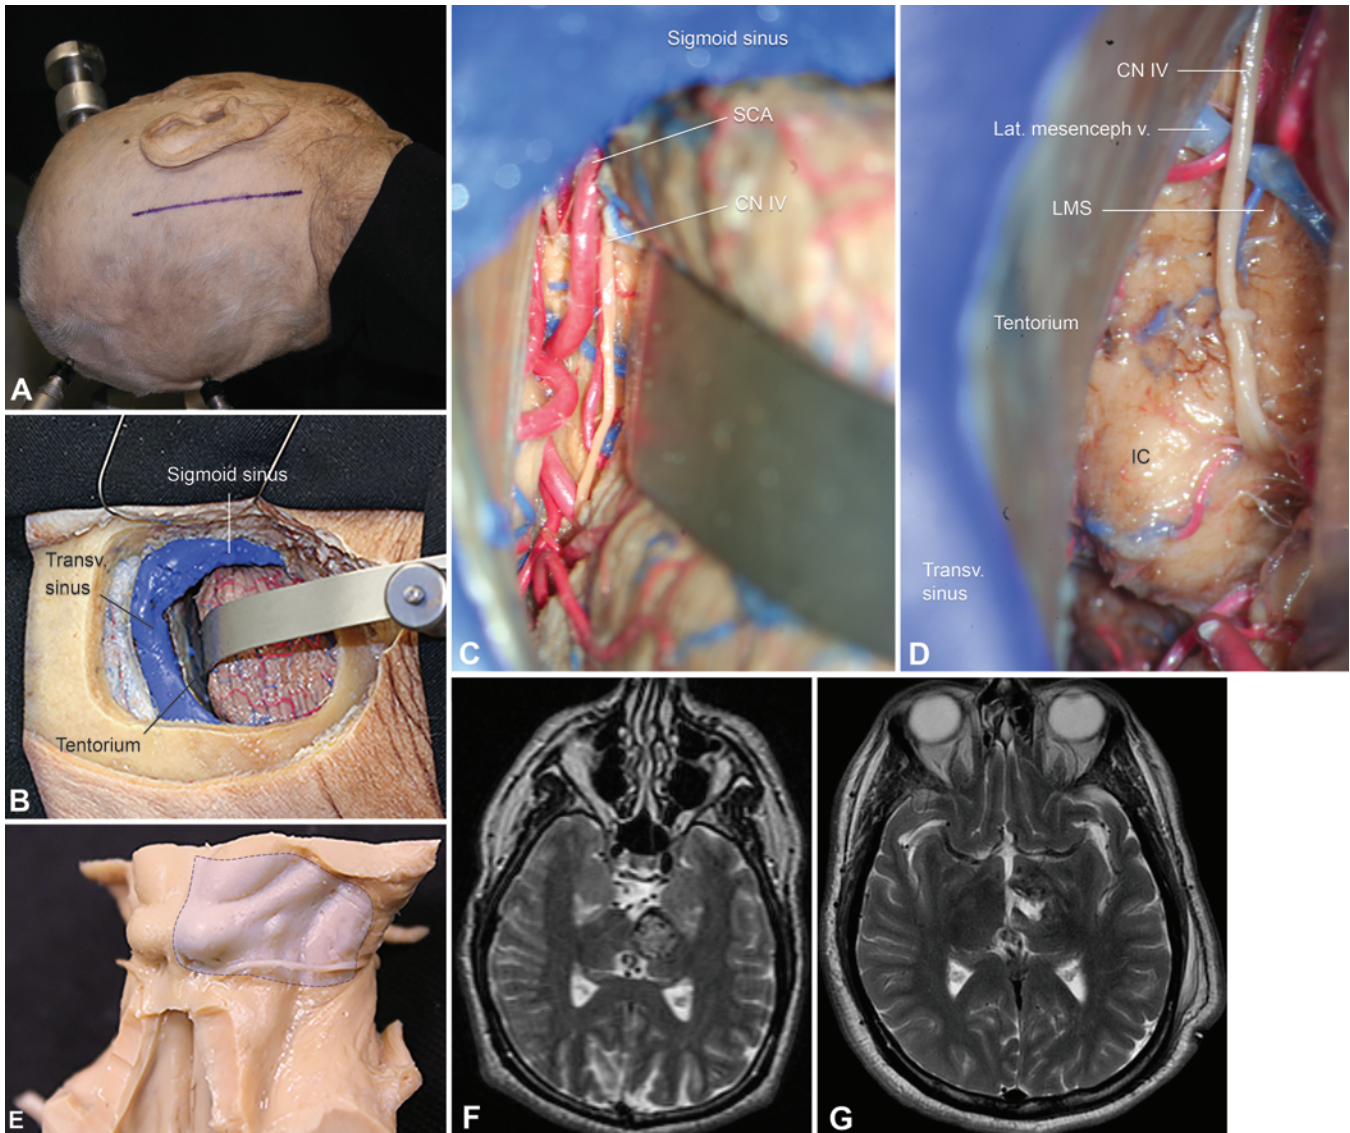 A
Sigmoid sinus
Transv.
sinus
Tentorium
B
Sigmoid sinus
SCA
CN IV
C
CN IV
Lat. mesenceph v.
LMS
Tentorium
IC
Transv.
sinus
D
E
F
G